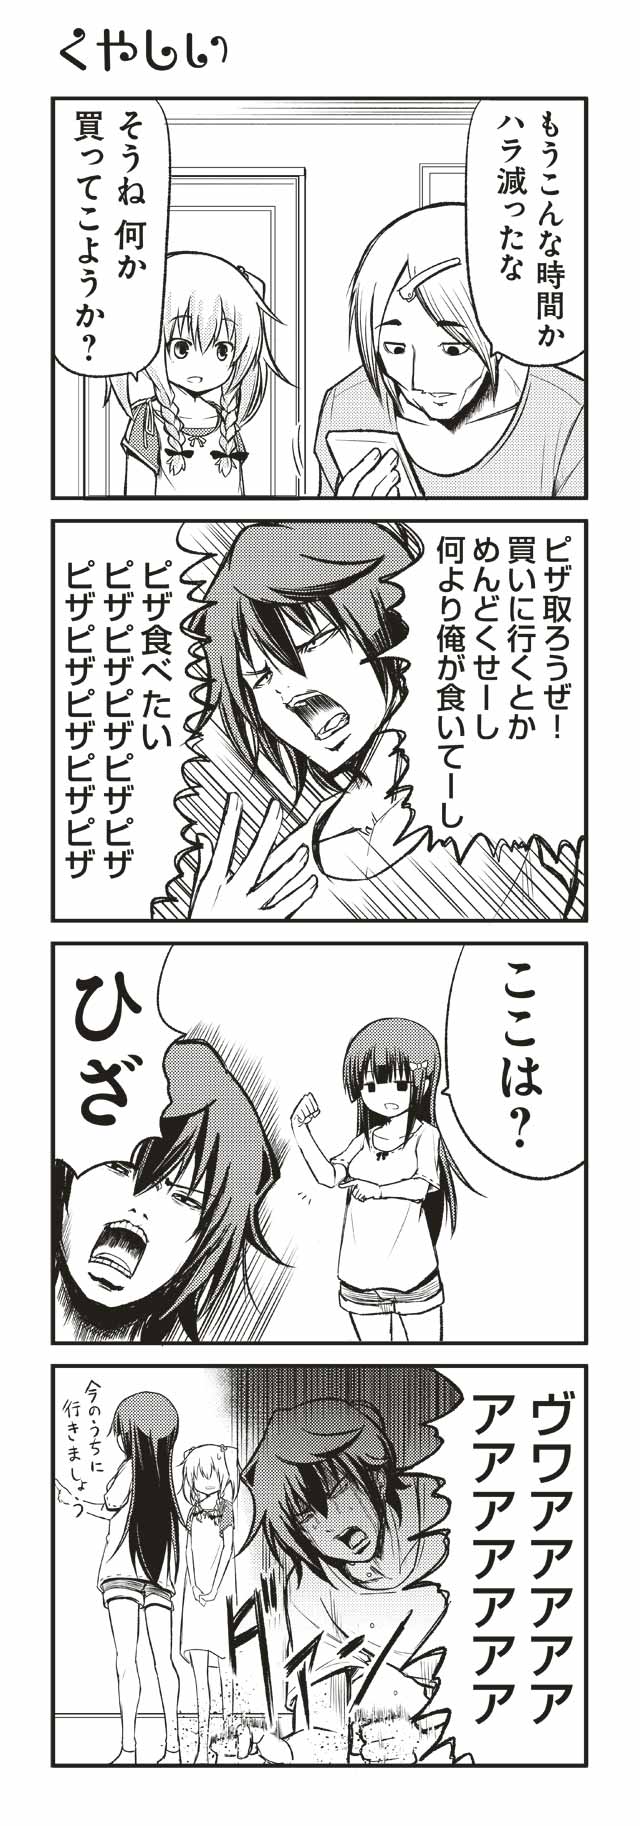 くやしい
もうこんな時間か
ハラ減ったな
そうね 何か
買ってこようか?
ピザ取ろうぜ!
買いに行くとか
めんどくせーし
何より俺が食いてーし
ピザ食べたい
ピザピザピザピザピザ
ピザピザピザピザピザ
ここは?
ひざ
ヴワアアアアア
アアアアアアア
ダァン
今のうちに
行きましょう